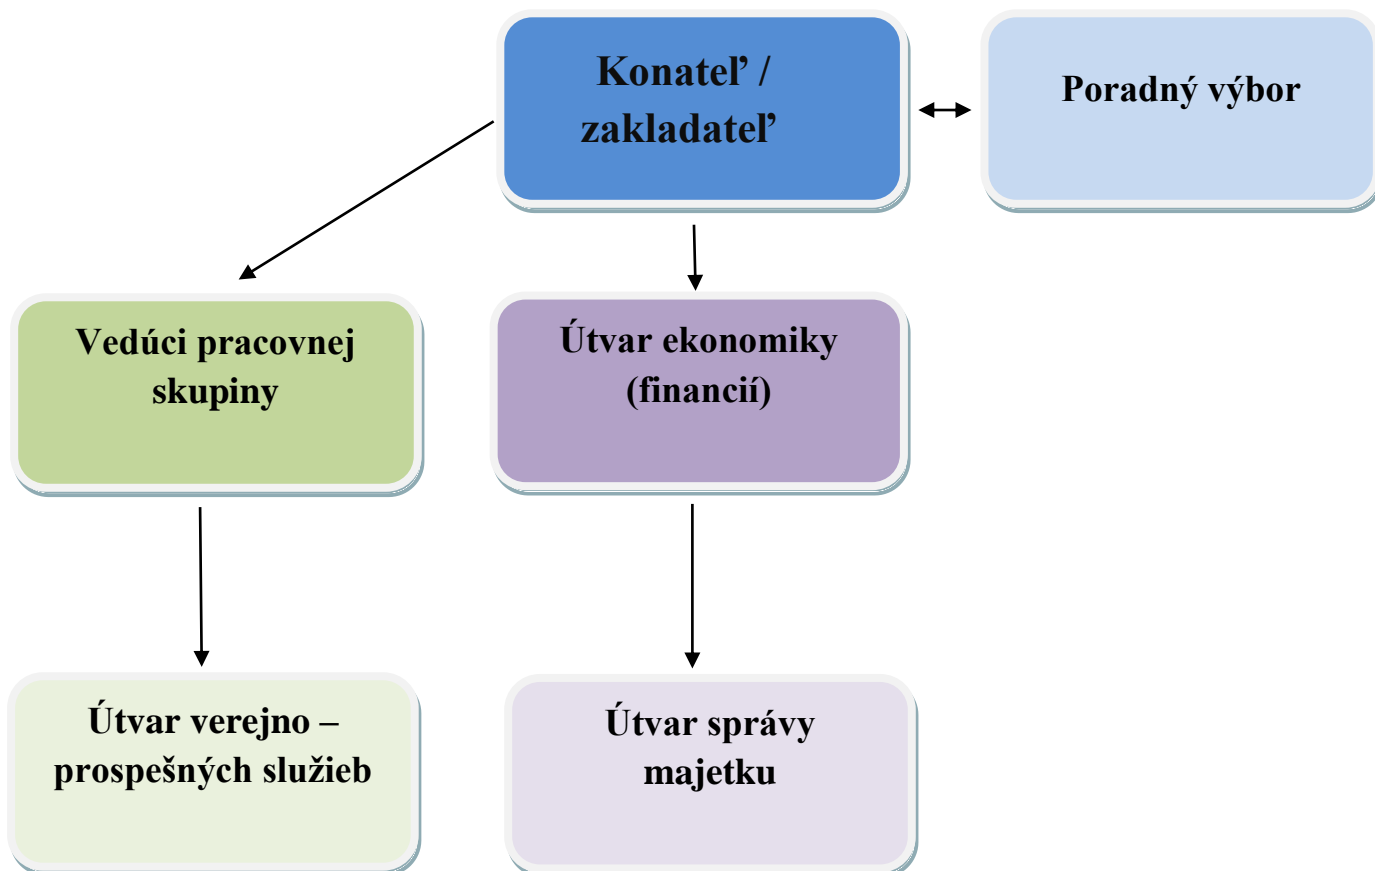 Konateľ /
zakladateľ
Poradný výbor
Vedúci pracovnej
skupiny
Útvar ekonomiky
(financií)
Útvar verejno –
prospešných služieb
Útvar správy
majetku